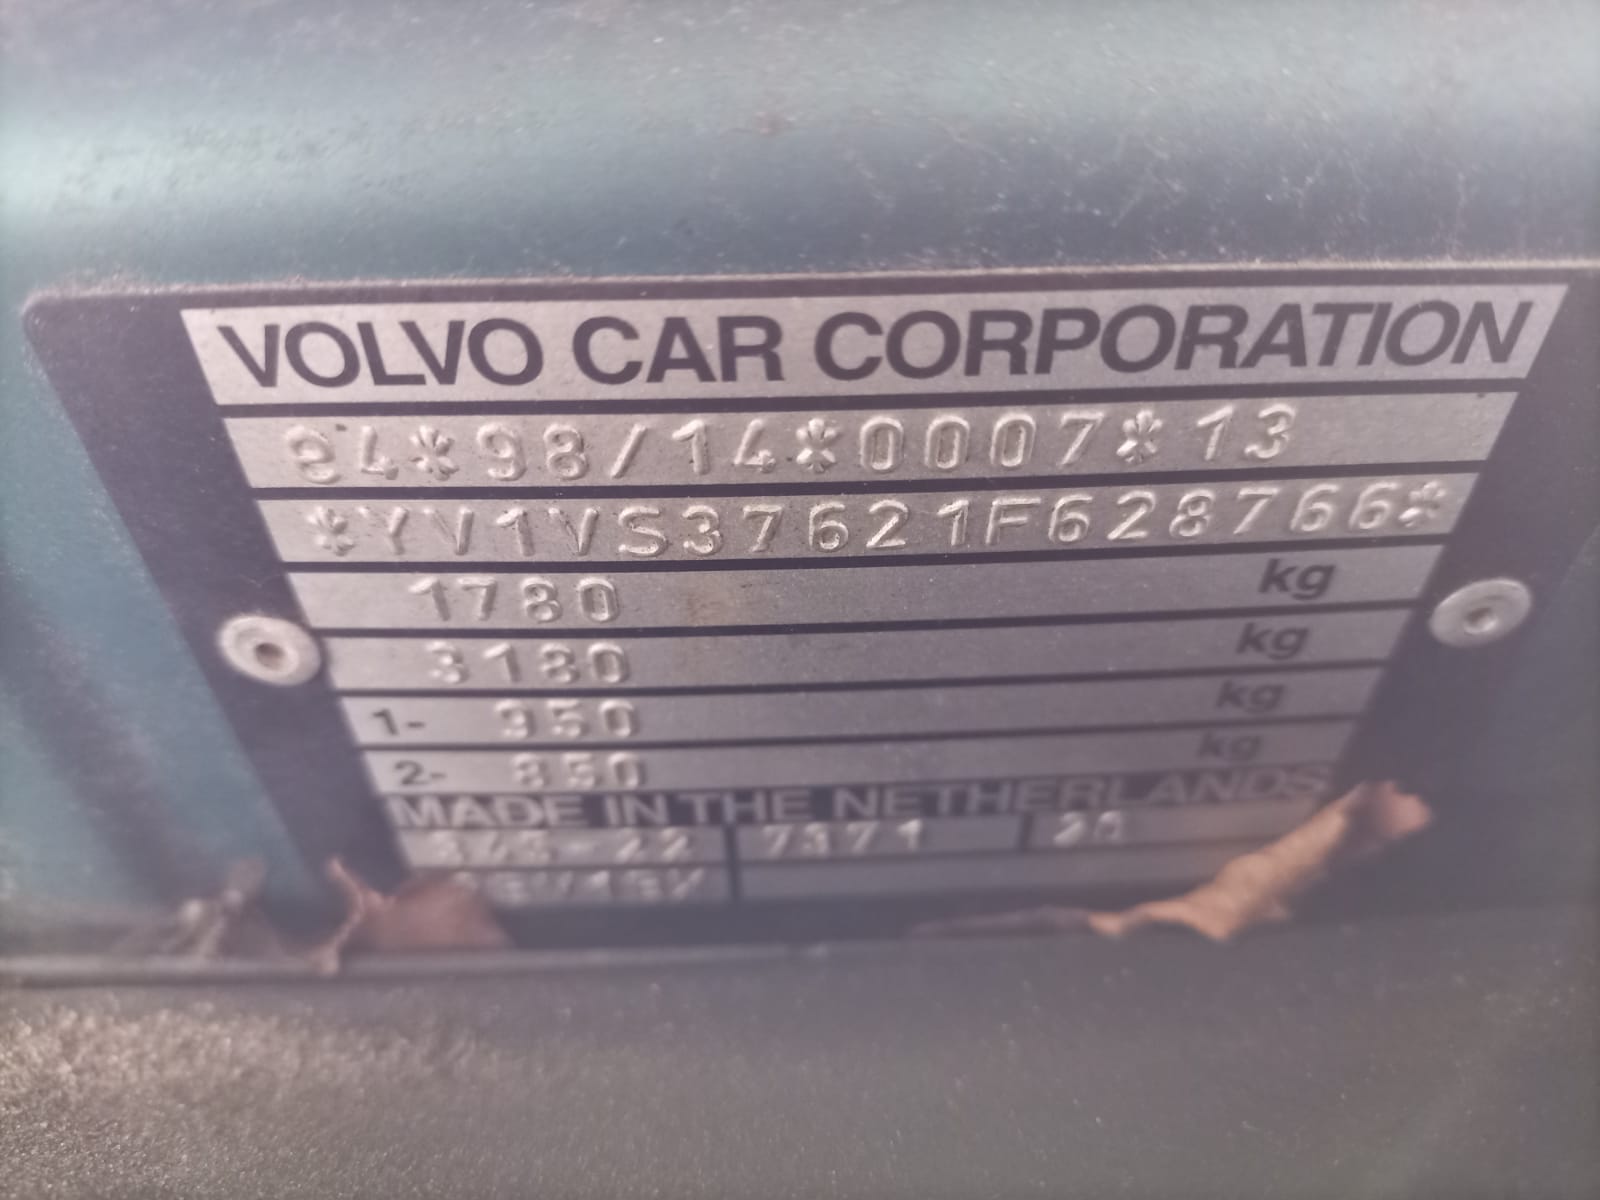 VOLVO CAR CORPORATION
e4*98/14*0007*13
*YV1VS37621F628766*
1780 kg
3180 kg
1- 950 kg
2- 850 kg
MADE IN THE NETHERLANDS
7371